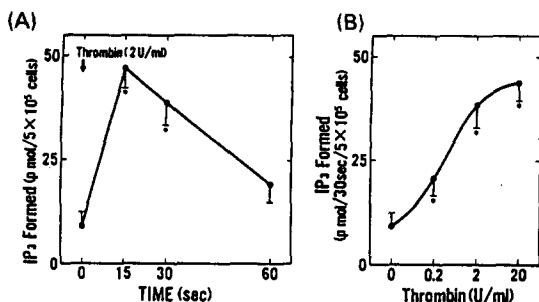 (A)
Thrombin (2 U/ml)
IP₃ Formed (p mol/5×10⁵ cells)
50
25
0
0 15 30 60
TIME (sec)
(B)
IP₃ Formed
(p mol/30sec/5×10⁵ cells)
50
25
0
0 0.2 2 20
Thrombin (U/ml)